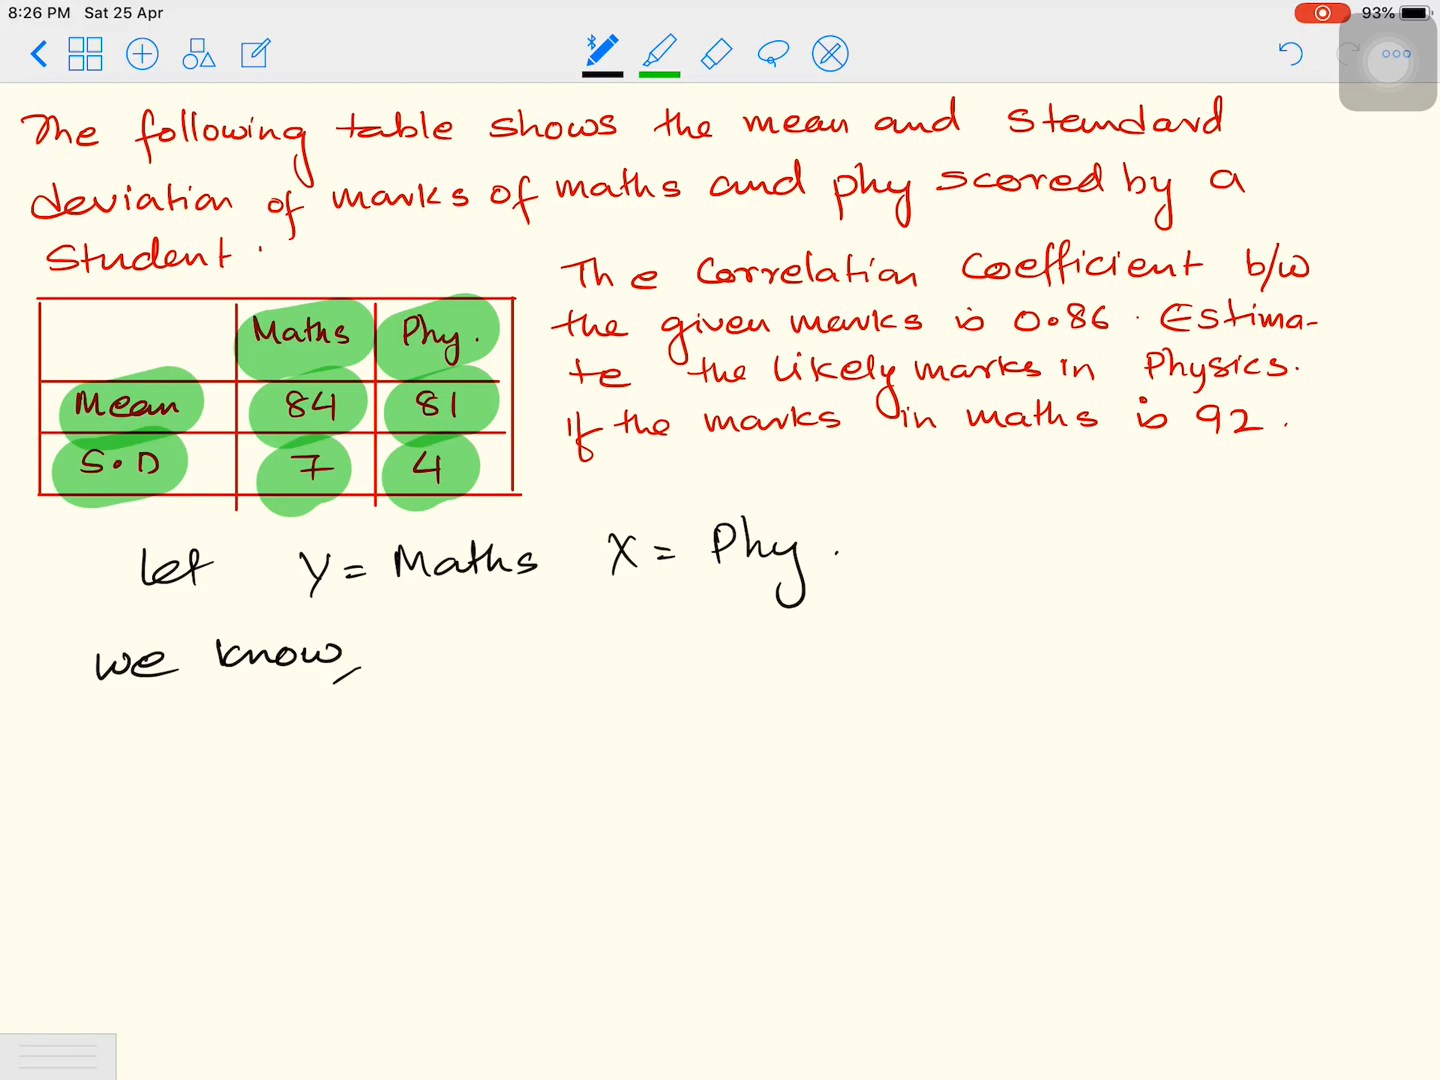 8:26 PM Sat 25 Apr 93%
The following table shows the mean and standard
deviation of marks of maths and phy scored by a
student.
The Correlation Coefficient b/w
the given marks is 0.86. Estima-
te the likely marks in Physics.
if the marks in maths is 92.
Maths Phy.
Mean 84 81
S.D 7 4
let Y = Maths X = Phy.
we know,